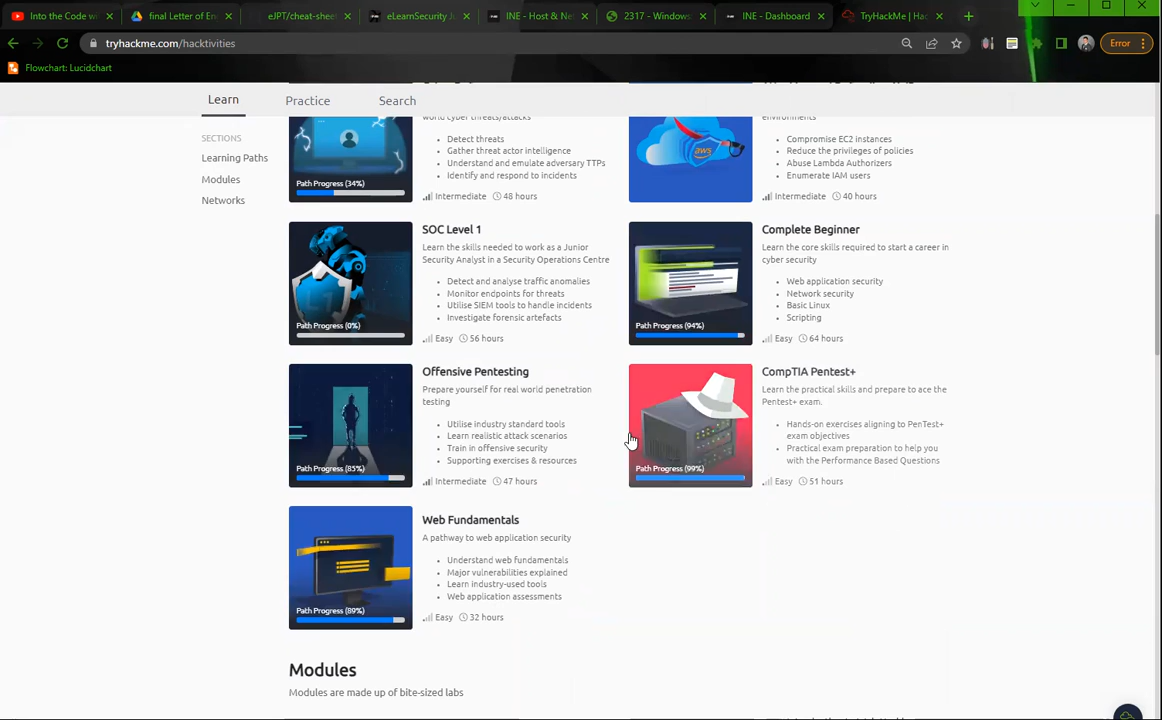 Into the Code w
final Letter of En
eJPT/cheat-shee
eLearnSecurity Ju
INE - Host & Ne
2317 - Windows
INE - Dashboard
TryHackMe | Hac
tryhackme.com/hacktivities
Error
Flowchart: Lucidchart
Learn
Practice
Search
SECTIONS
Learning Paths
Modules
Networks
world cyber threats/attacks
Detect threats
Gather threat actor intelligence
Understand and emulate adversary TTPs
Identify and respond to incidents
Path Progress (34%)
Intermediate 48 hours
environments
aws
Compromise EC2 instances
Reduce the privileges of policies
Abuse Lambda Authorizers
Enumerate IAM users
Intermediate 40 hours
SOC Level 1
Learn the skills needed to work as a Junior
Security Analyst in a Security Operations Centre
Detect and analyse traffic anomalies
Monitor endpoints for threats
Utilise SIEM tools to handle incidents
Investigate forensic artefacts
Path Progress (0%)
Easy 56 hours
Complete Beginner
Learn the core skills required to start a career in
cyber security
Web application security
Network security
Basic Linux
Scripting
Path Progress (94%)
Easy 64 hours
Offensive Pentesting
Prepare yourself for real world penetration
testing
Utilise industry standard tools
Learn realistic attack scenarios
Train in offensive security
Supporting exercises & resources
Path Progress (85%)
Intermediate 47 hours
CompTIA Pentest+
Learn the practical skills and prepare to ace the
Pentest+ exam.
Hands-on exercises aligning to PenTest+
exam objectives
Practical exam preparation to help you
with the Performance Based Questions
Path Progress (99%)
Easy 51 hours
Web Fundamentals
A pathway to web application security
Understand web fundamentals
Major vulnerabilities explained
Learn industry-used tools
Web application assessments
Path Progress (89%)
Easy 32 hours
Modules
Modules are made up of bite-sized labs